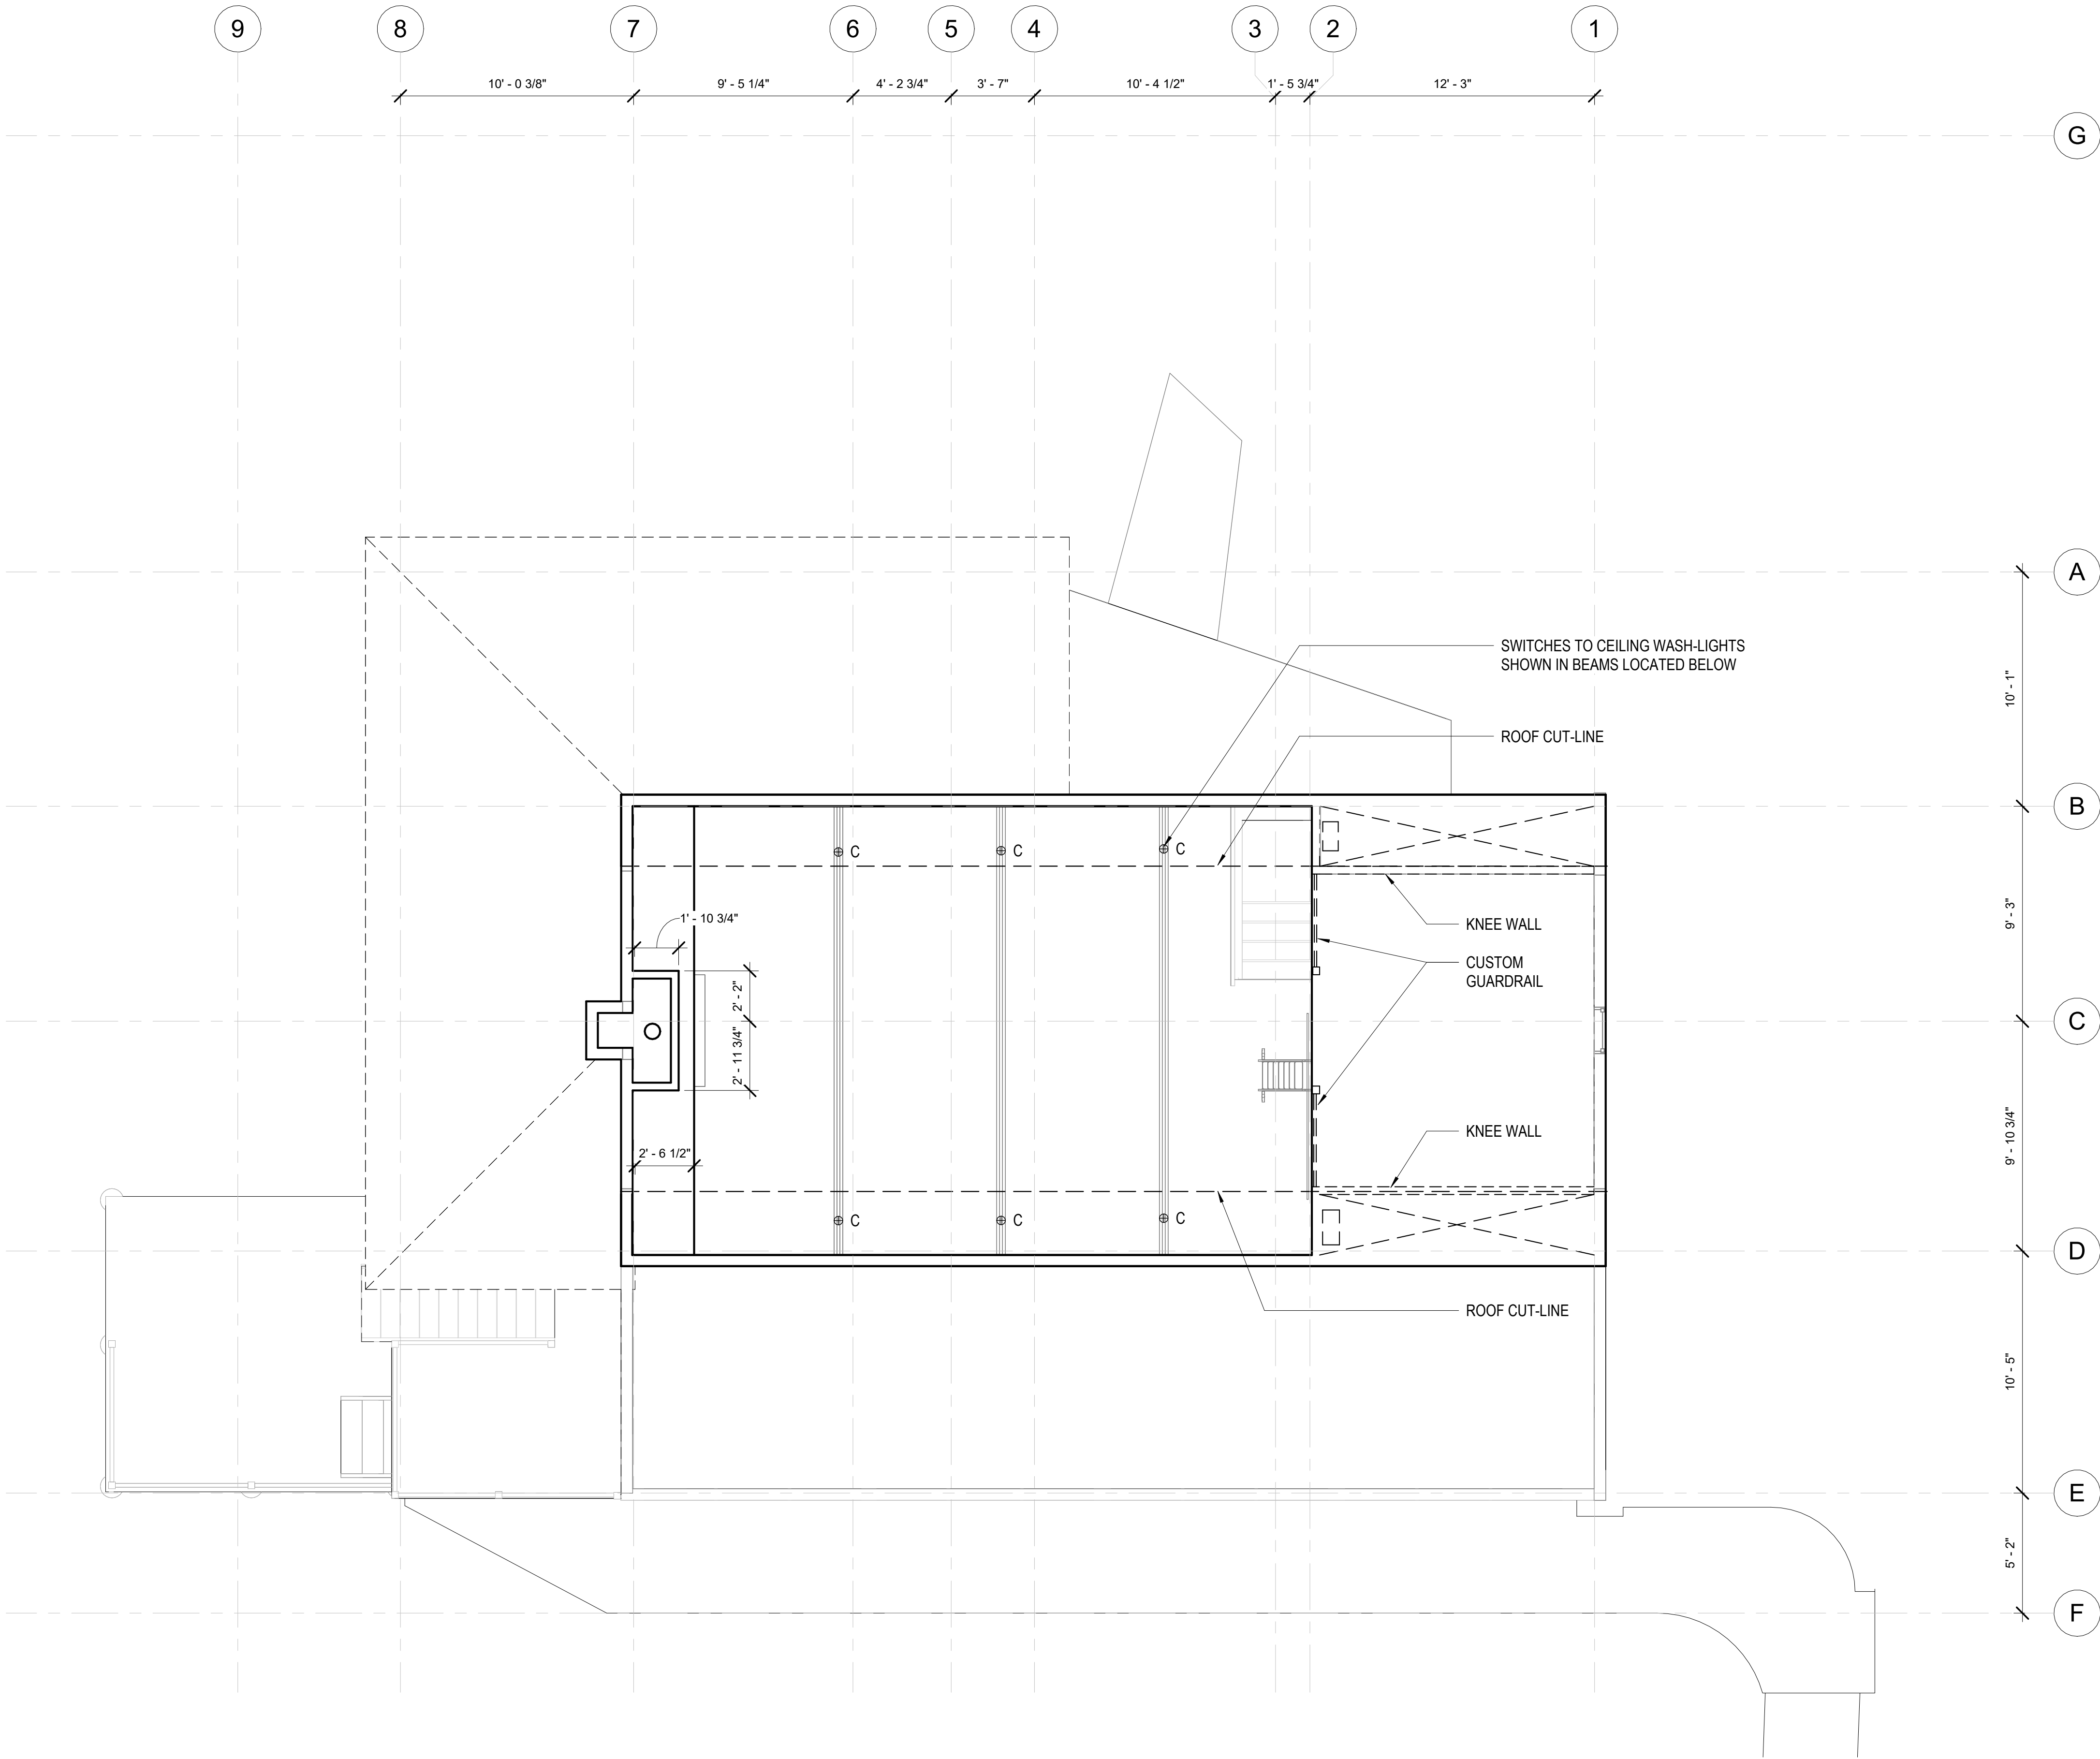 9 8 7 6 5 4 3 2 1
10' - 0 3/8" 9' - 5 1/4" 4' - 2 3/4" 3' - 7" 10' - 4 1/2" 1' - 5 3/4" 12' - 3"
G
A
SWITCHES TO CEILING WASH-LIGHTS
SHOWN IN BEAMS LOCATED BELOW
10' - 1"
ROOF CUT-LINE
B
C C C
1' - 10 3/4"
KNEE WALL
9' - 3"
CUSTOM
GUARDRAIL
2' - 2"
C
2' - 11 3/4"
KNEE WALL
9' - 10 3/4"
2' - 6 1/2"
C C C
D
ROOF CUT-LINE
10' - 5"
E
5' - 2"
F